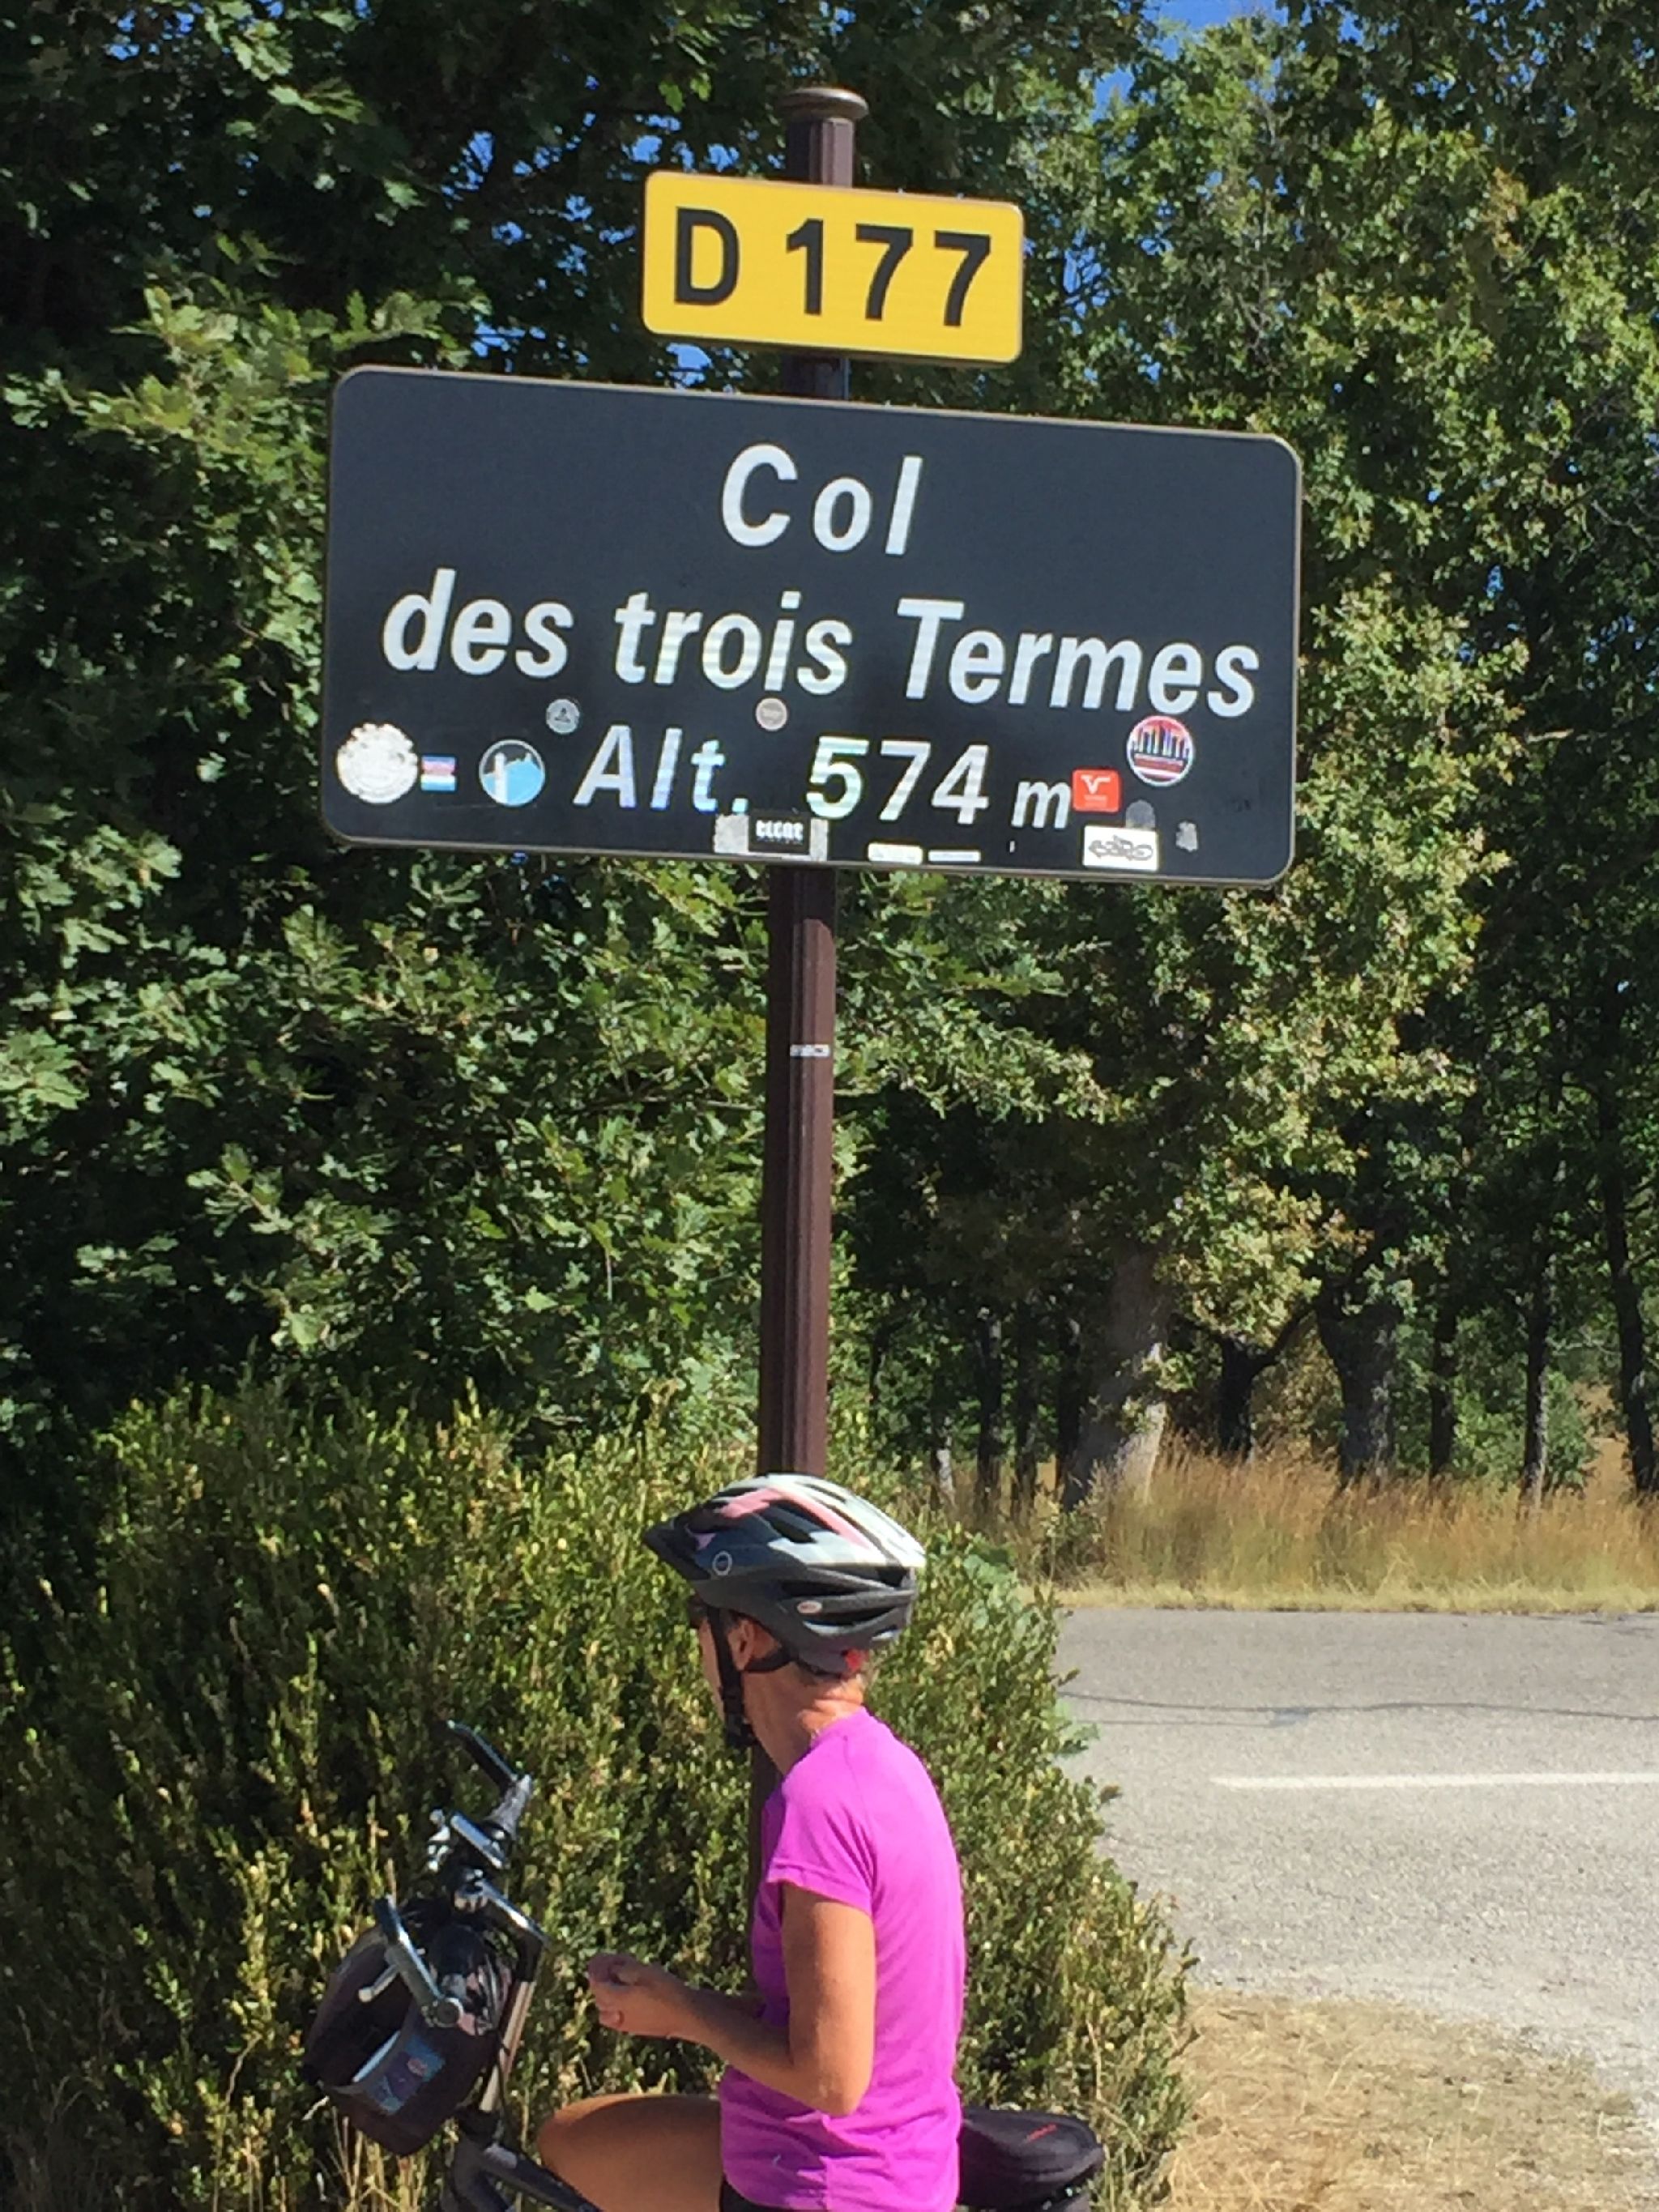 D 177
Col
des trois Termes
Alt. 574 m